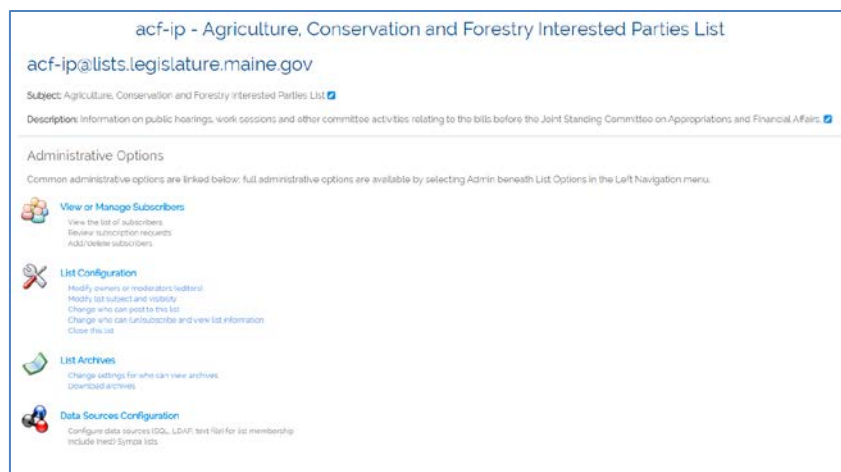 acf-ip - Agriculture, Conservation and Forestry Interested Parties List
acf-ip@lists.legislature.maine.gov
Subject: Agriculture, Conservation and Forestry Interested Parties List
Description: Information on public hearings, work sessions and other committee activities relating to the bills before the Joint Standing Committee on Appropriations and Financial Affairs.
Administrative Options
Common administrative options are linked below; full administrative options are available by selecting Admin beneath List Options in the Left Navigation menu.
View or Manage Subscribers
View the list of subscribers
Review subscription requests
Add/delete subscribers
List Configuration
Modify owners or moderators (editors)
Modify list subject and visibility
Change who can post to this list
Change who can (un)subscribe and view list information
Close this list
List Archives
Change settings for who can view archives
Download archives
Data Sources Configuration
Configure data sources (SQL, LDAP, text file) for list membership
Include (nest) Sympa lists